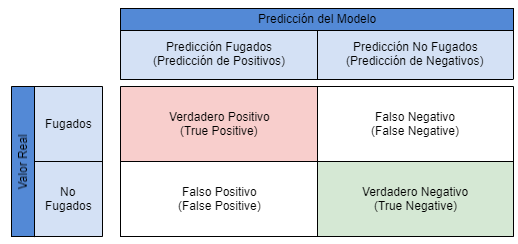 Predicción del Modelo
Predicción Fugados
(Predicción de Positivos)
Predicción No Fugados
(Predicción de Negativos)
Valor Real
Fugados
Verdadero Positivo
(True Positive)
Falso Negativo
(False Negative)
No
Fugados
Falso Positivo
(False Positive)
Verdadero Negativo
(True Negative)